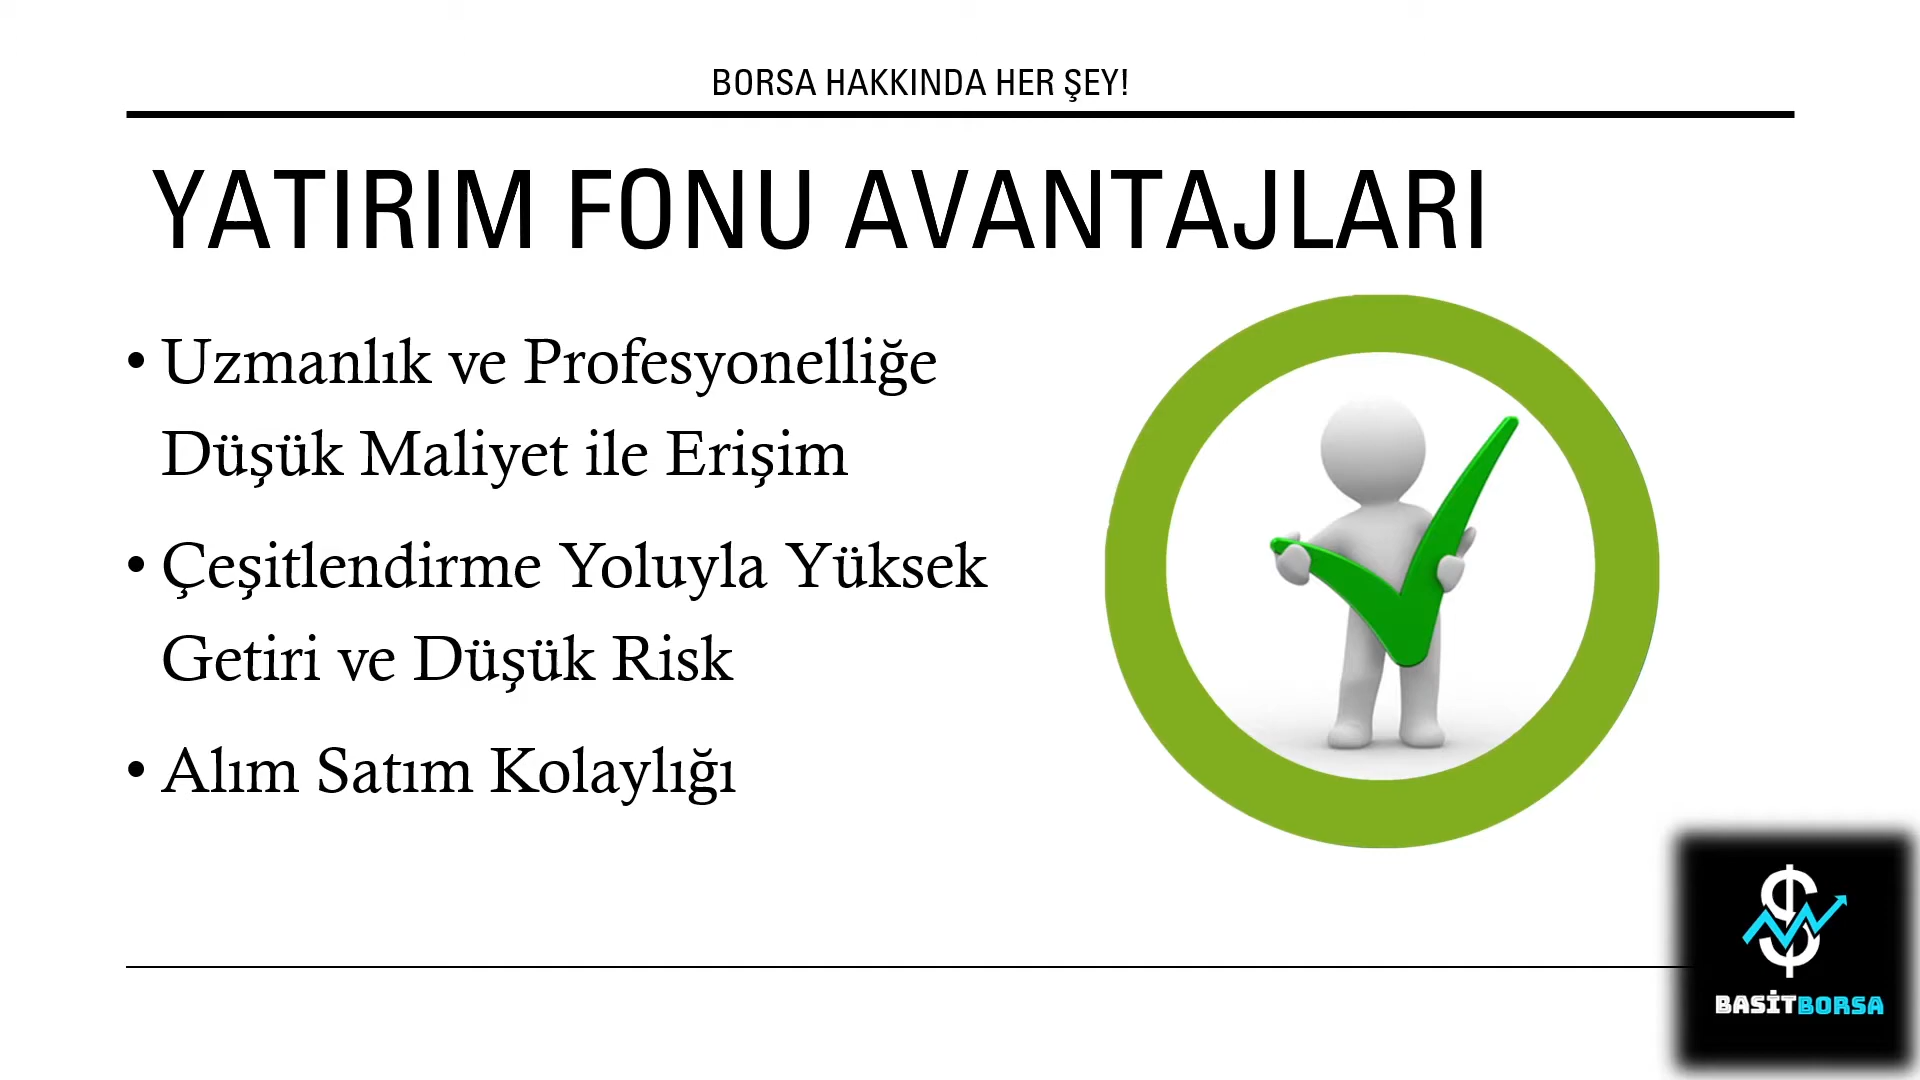 BORSA HAKKINDA HER ŞEY!
YATIRIM FONU AVANTAJLARI
• Uzmanlık ve Profesyonelliğe
Düşük Maliyet ile Erişim
• Çeşitlendirme Yoluyla Yüksek
Getiri ve Düşük Risk
• Alım Satım Kolaylığı
BASİTBORSA